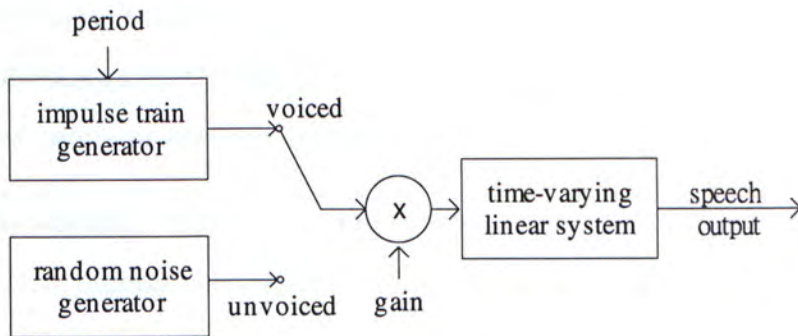 period
impulse train
generator
voiced
x
time-varying
linear system
speech
output
random noise
generator
unvoiced
gain